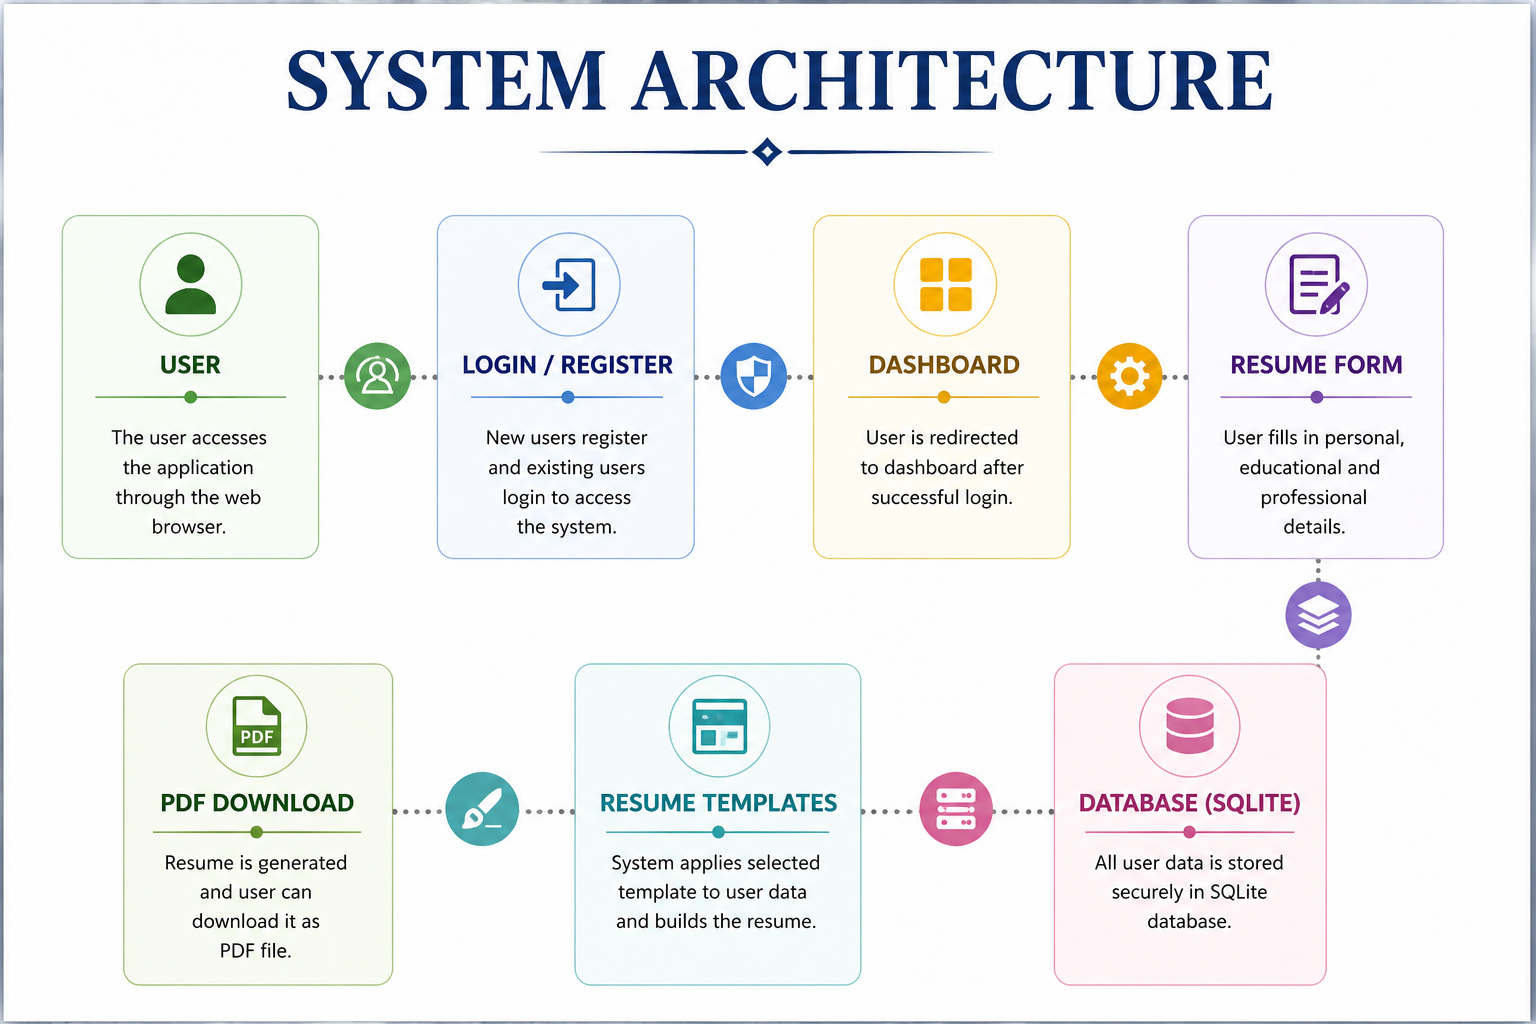 SYSTEM ARCHITECTURE
USER
The user accesses
the application
through the web
browser.
LOGIN / REGISTER
New users register
and existing users
login to access
the system.
DASHBOARD
User is redirected
to dashboard after
successful login.
RESUME FORM
User fills in personal,
educational and
professional
details.
PDF
PDF DOWNLOAD
Resume is generated
and user can
download it as
PDF file.
RESUME TEMPLATES
System applies selected
template to user data
and builds the resume.
DATABASE (SQLITE)
All user data is stored
securely in SQLite
database.